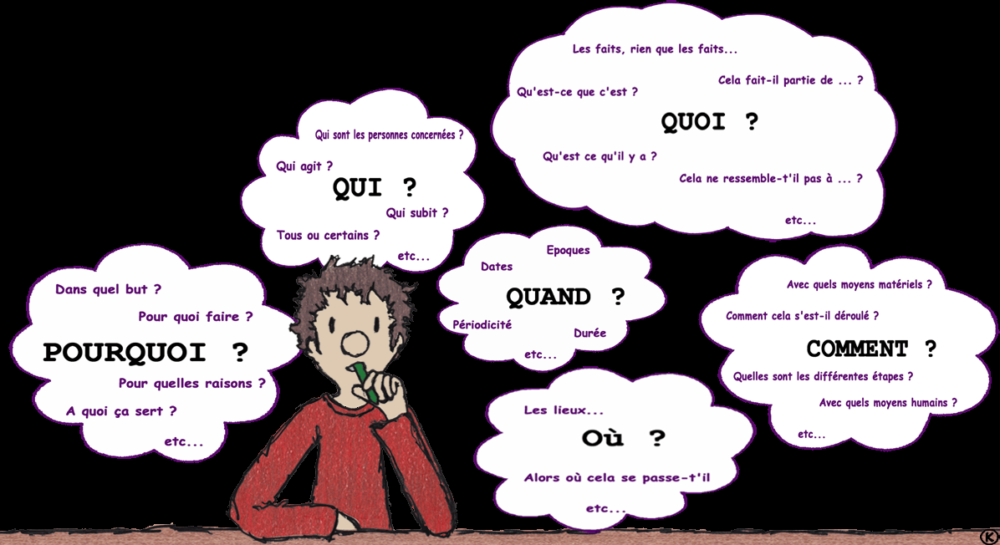 Les faits, rien que les faits...
Cela fait-il partie de ... ?
Qu'est-ce que c'est ?
QUOI ?
Qu'est ce qu'il y a ?
Cela ne ressemble-t'il pas à ... ?
etc...
Qui sont les personnes concernées ?
Qui agit ?
QUI ?
Qui subit ?
Tous ou certains ?
etc...
Epoques
Dates
QUAND ?
Périodicité
Durée
etc...
Dans quel but ?
Pour quoi faire ?
POURQUOI ?
Pour quelles raisons ?
A quoi ça sert ?
etc...
Avec quels moyens matériels ?
Comment cela s'est-il déroulé ?
COMMENT ?
Quelles sont les différentes étapes ?
Avec quels moyens humains ?
etc...
Les lieux...
Où ?
Alors où cela se passe-t'il
etc...
K